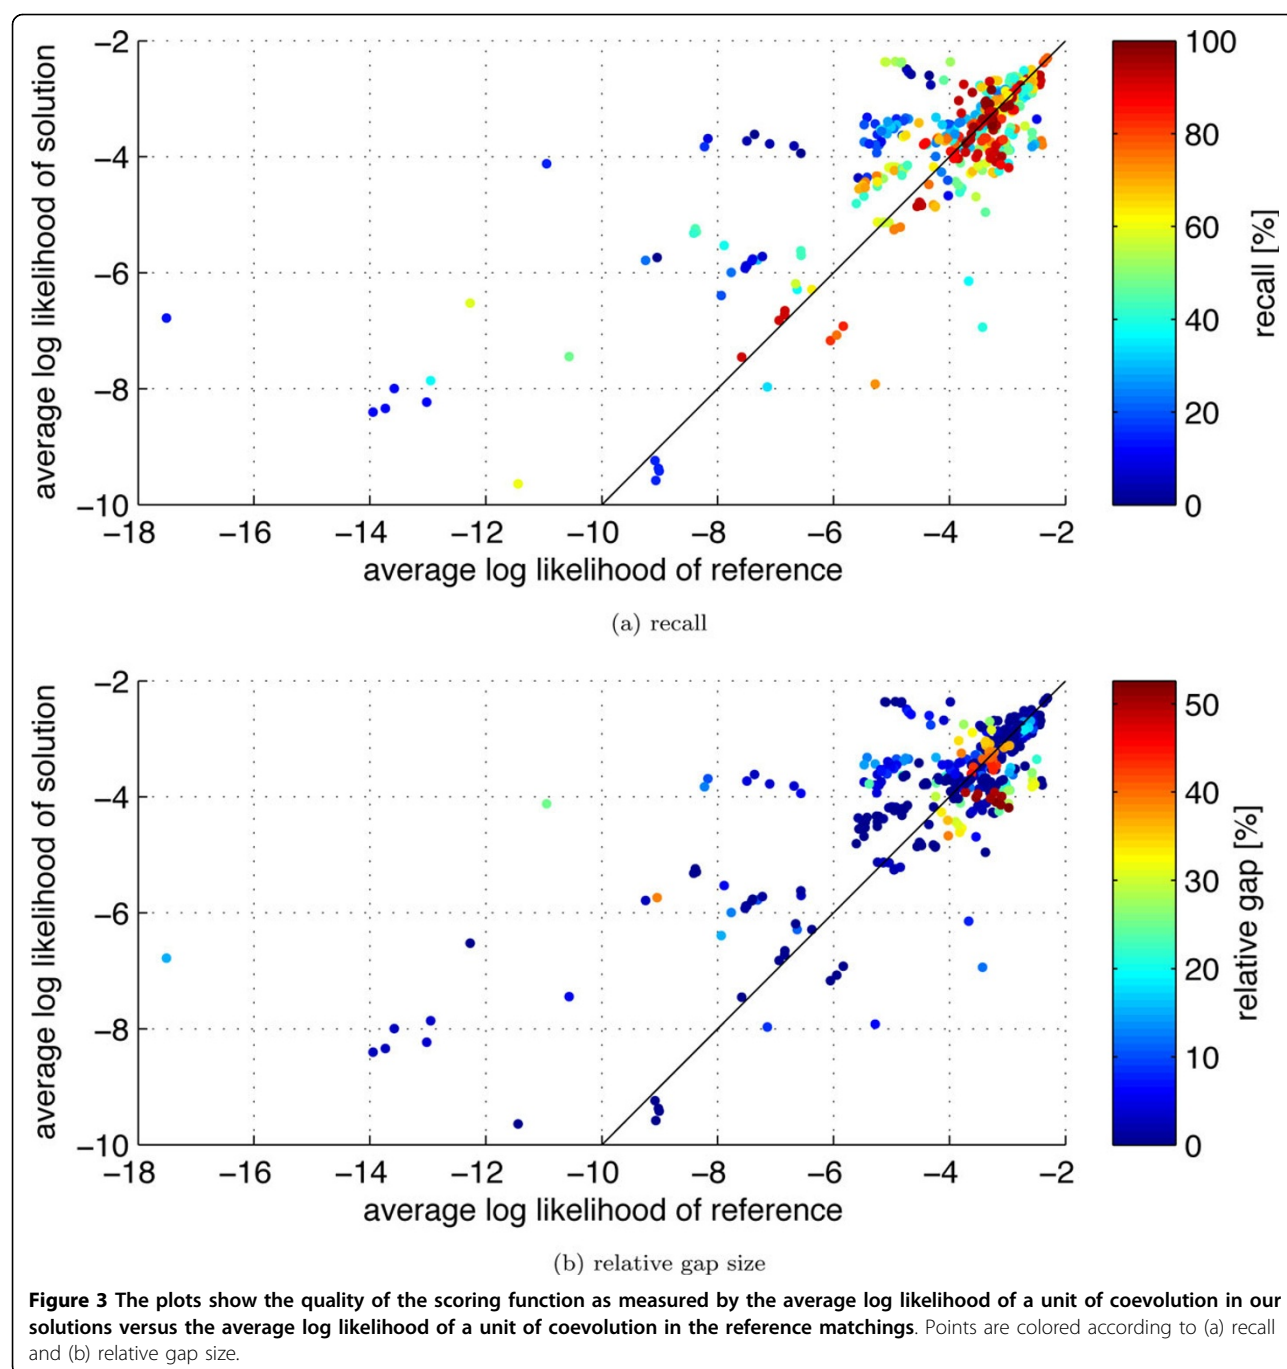 −2
−4
−6
−8
−10
average log likelihood of solution
−18 −16 −14 −12 −10 −8 −6 −4 −2
average log likelihood of reference
100
80
60
40
20
0
recall [%]
(a) recall
−2
−4
−6
−8
−10
average log likelihood of solution
−18 −16 −14 −12 −10 −8 −6 −4 −2
average log likelihood of reference
50
40
30
20
10
0
relative gap [%]
(b) relative gap size
Figure 3 The plots show the quality of the scoring function as measured by the average log likelihood of a unit of coevolution in our
solutions versus the average log likelihood of a unit of coevolution in the reference matchings. Points are colored according to (a) recall
and (b) relative gap size.